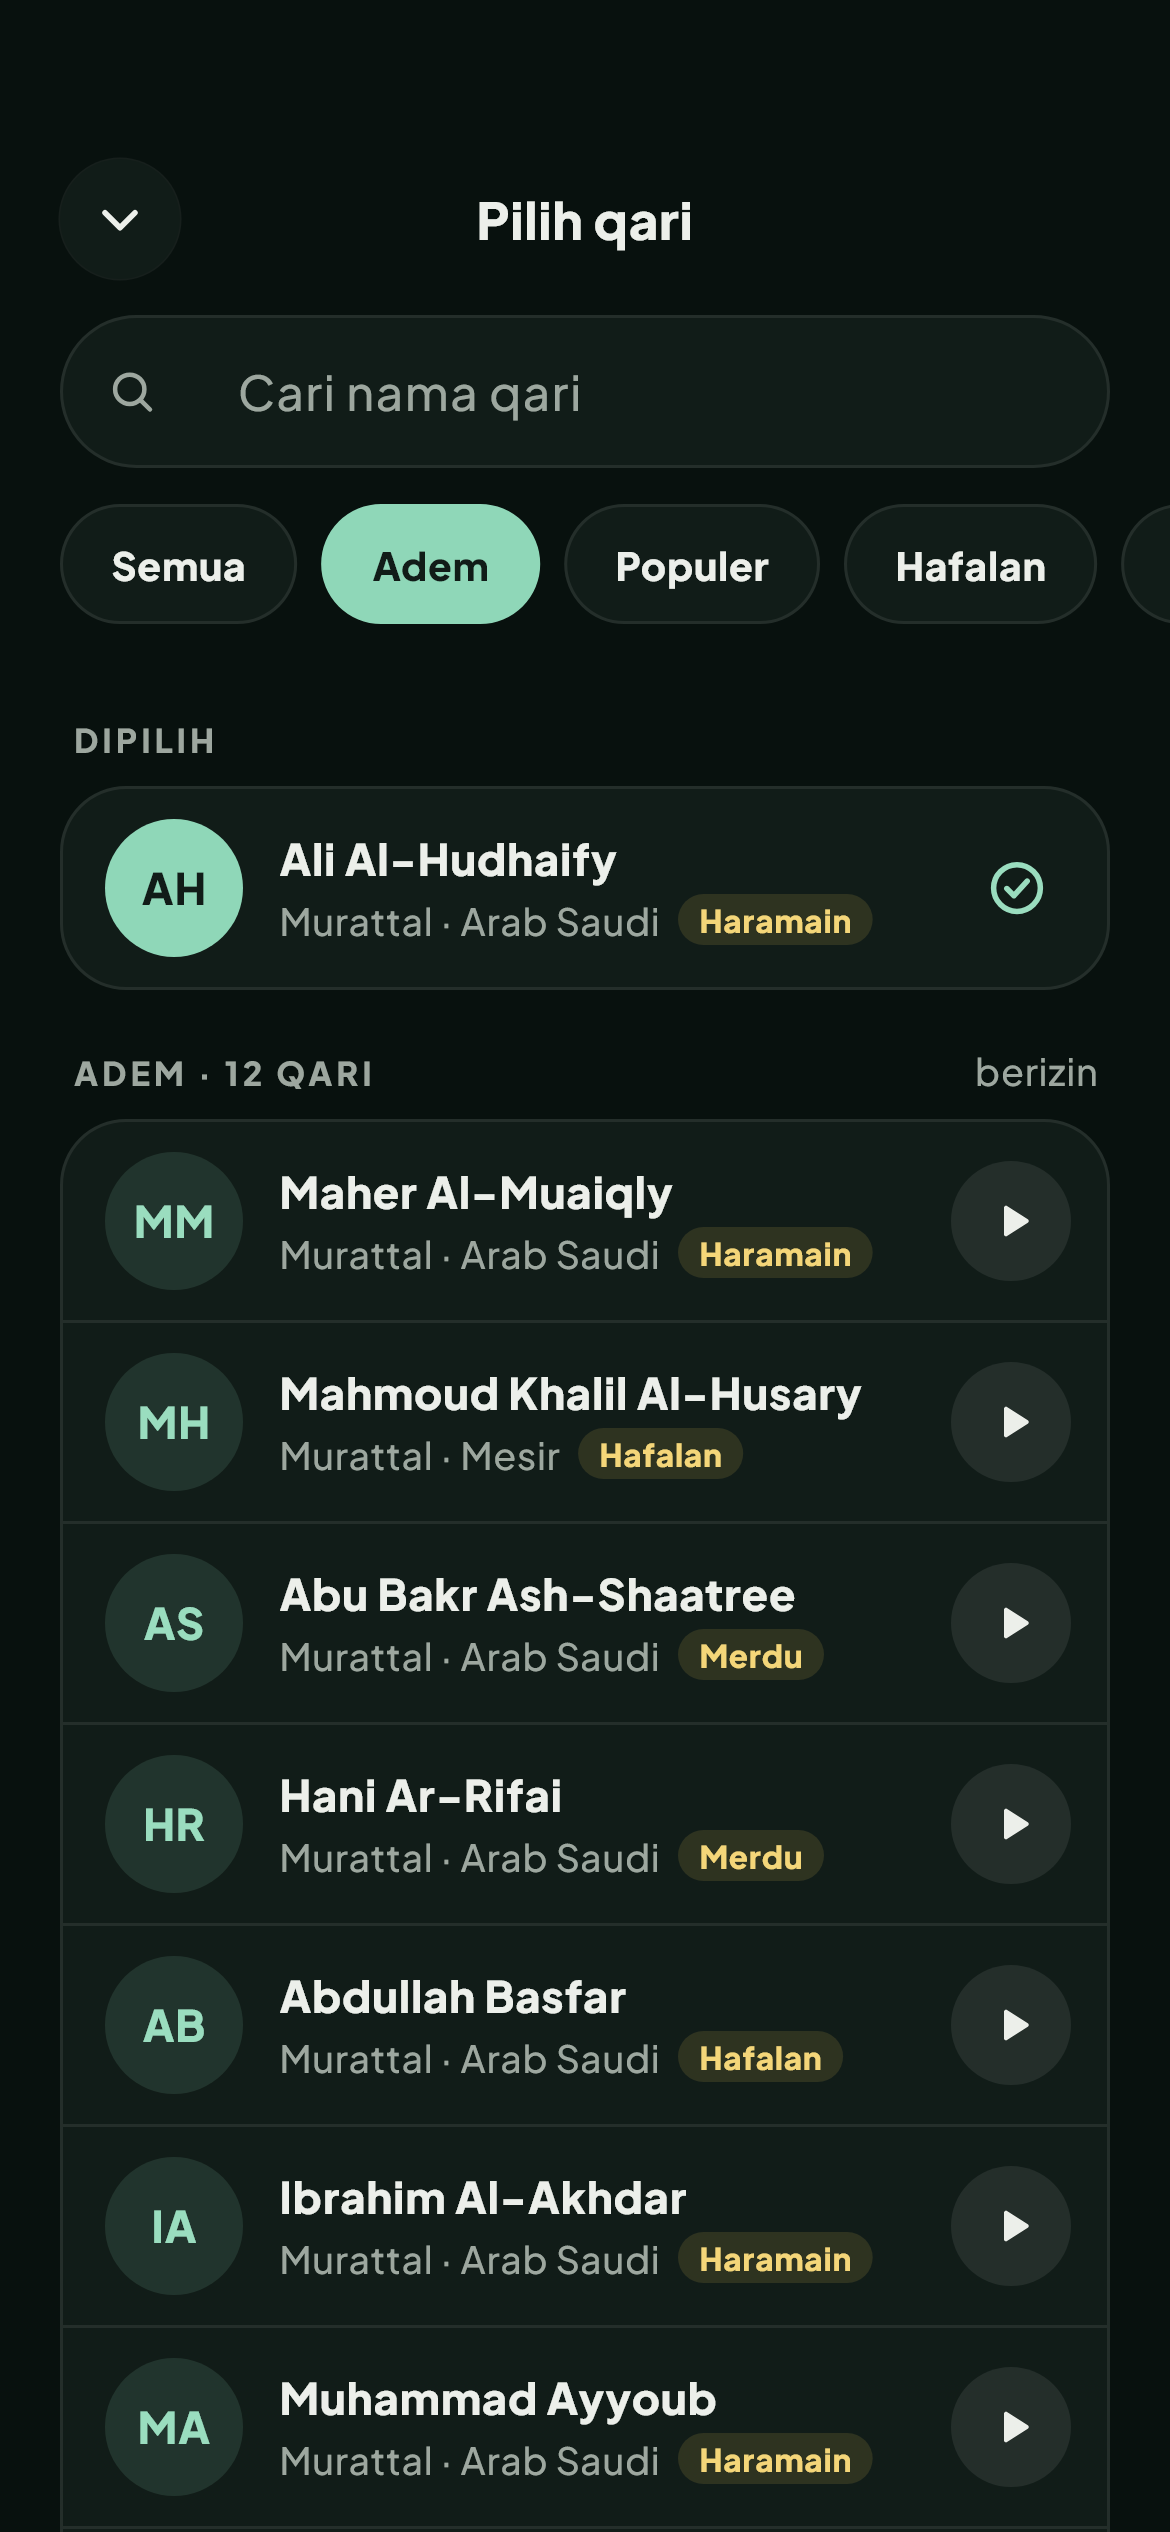 Pilih qari
Cari nama qari
Semua Adem Populer Hafalan
DIPILIH
AH
Ali Al-Hudhaify
Murattal · Arab Saudi Haramain
ADEM · 12 QARI berizin
MM
Maher Al-Muaiqly
Murattal · Arab Saudi Haramain
MH
Mahmoud Khalil Al-Husary
Murattal · Mesir Hafalan
AS
Abu Bakr Ash-Shaatree
Murattal · Arab Saudi Merdu
HR
Hani Ar-Rifai
Murattal · Arab Saudi Merdu
AB
Abdullah Basfar
Murattal · Arab Saudi Hafalan
IA
Ibrahim Al-Akhdar
Murattal · Arab Saudi Haramain
MA
Muhammad Ayyoub
Murattal · Arab Saudi Haramain